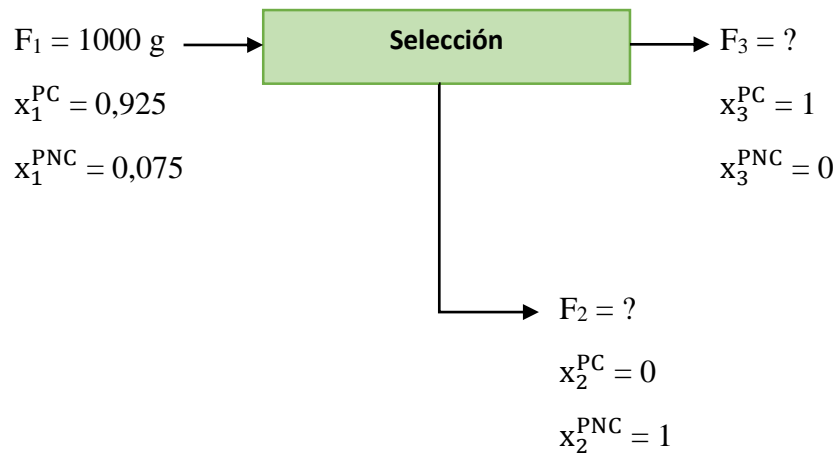 F₁ = 1000 g
x₁^PC = 0,925
x₁^PNC = 0,075
Selección
F₃ = ?
x₃^PC = 1
x₃^PNC = 0
F₂ = ?
x₂^PC = 0
x₂^PNC = 1